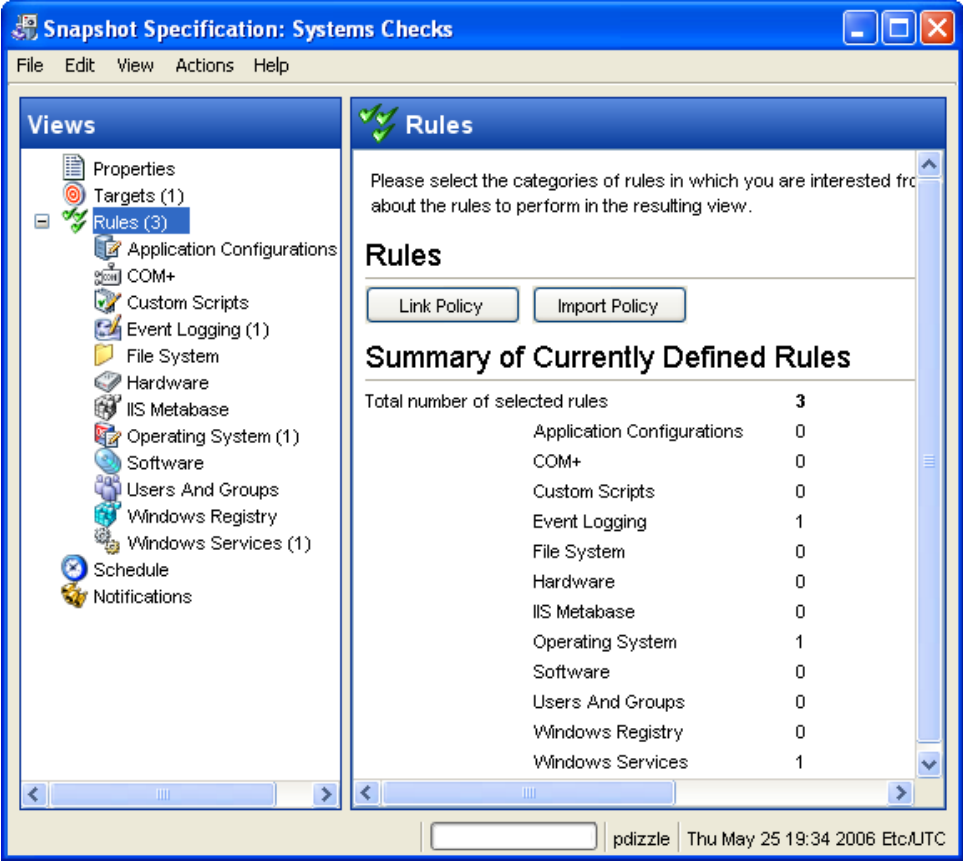 Snapshot Specification: Systems Checks
File Edit View Actions Help
Views
Properties
Targets (1)
Rules (3)
Application Configurations
COM+
Custom Scripts
Event Logging (1)
File System
Hardware
IIS Metabase
Operating System (1)
Software
Users And Groups
Windows Registry
Windows Services (1)
Schedule
Notifications
Rules
Please select the categories of rules in which you are interested
about the rules to perform in the resulting view.
Rules
Link Policy Import Policy
Summary of Currently Defined Rules
Total number of selected rules 3
Application Configurations 0
COM+ 0
Custom Scripts 0
Event Logging 1
File System 0
Hardware 0
IIS Metabase 0
Operating System 1
Software 0
Users And Groups 0
Windows Registry 0
Windows Services 1
pdizzle Thu May 25 19:34 2006 Etc/UTC